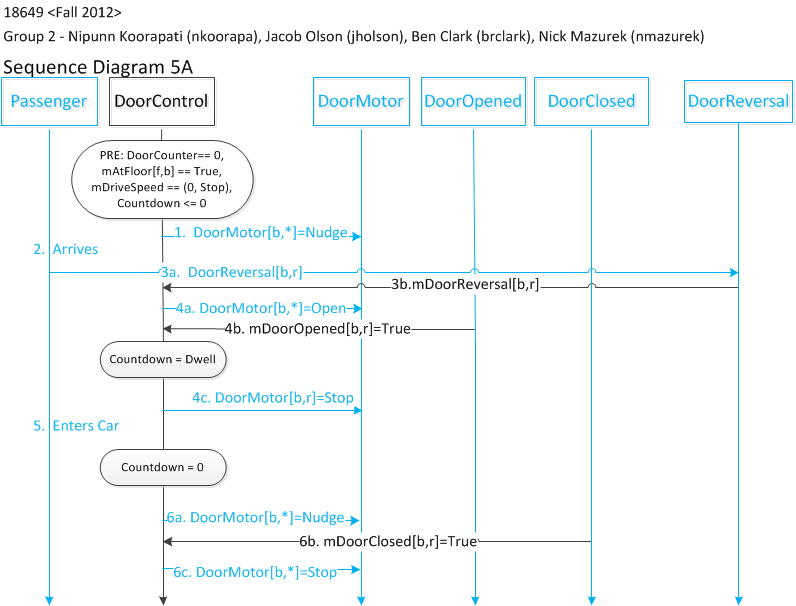 18649 <Fall 2012>
Group 2 - Nipunn Koorapati (nkoorapa), Jacob Olson (jholson), Ben Clark (brclark), Nick Mazurek (nmazurek)
Sequence Diagram 5A
Passenger
DoorControl
DoorMotor
DoorOpened
DoorClosed
DoorReversal
PRE: DoorCounter== 0,
mAtFloor[f,b] == True,
mDriveSpeed == (0, Stop),
Countdown <= 0
1. DoorMotor[b,*]=Nudge
2. Arrives
3a. DoorReversal[b,r]
3b.mDoorReversal[b,r]
4a. DoorMotor[b,*]=Open
4b. mDoorOpened[b,r]=True
Countdown = Dwell
4c. DoorMotor[b,r]=Stop
5. Enters Car
Countdown = 0
6a. DoorMotor[b,*]=Nudge
6b. mDoorClosed[b,r]=True
6c. DoorMotor[b,*]=Stop